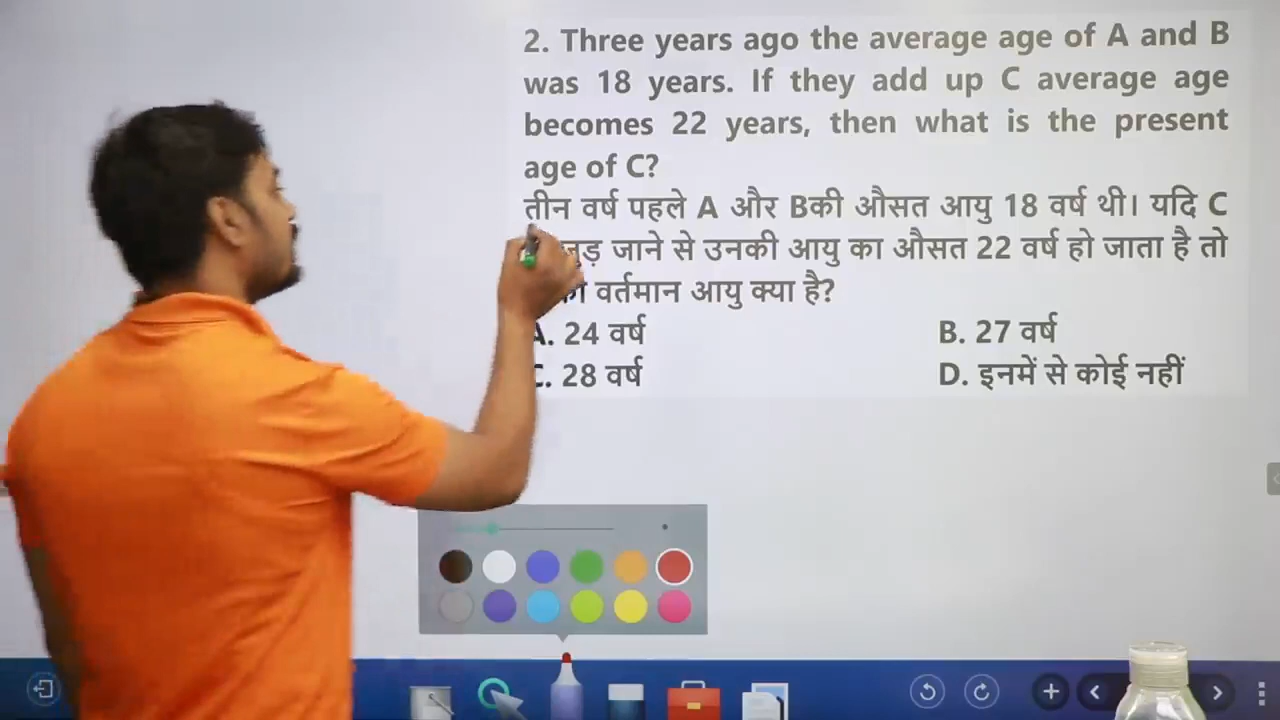 2. Three years ago the average age of A and B
was 18 years. If they add up C average age
becomes 22 years, then what is the present
age of C?
तीन वर्ष पहले A और Bकी औसत आयु 18 वर्ष थी। यदि C
जाने से उनकी आयु का औसत 22 वर्ष हो जाता है तो
वर्तमान आयु क्या है?
A. 24 वर्ष B. 27 वर्ष
C. 28 वर्ष D. इनमें से कोई नहीं